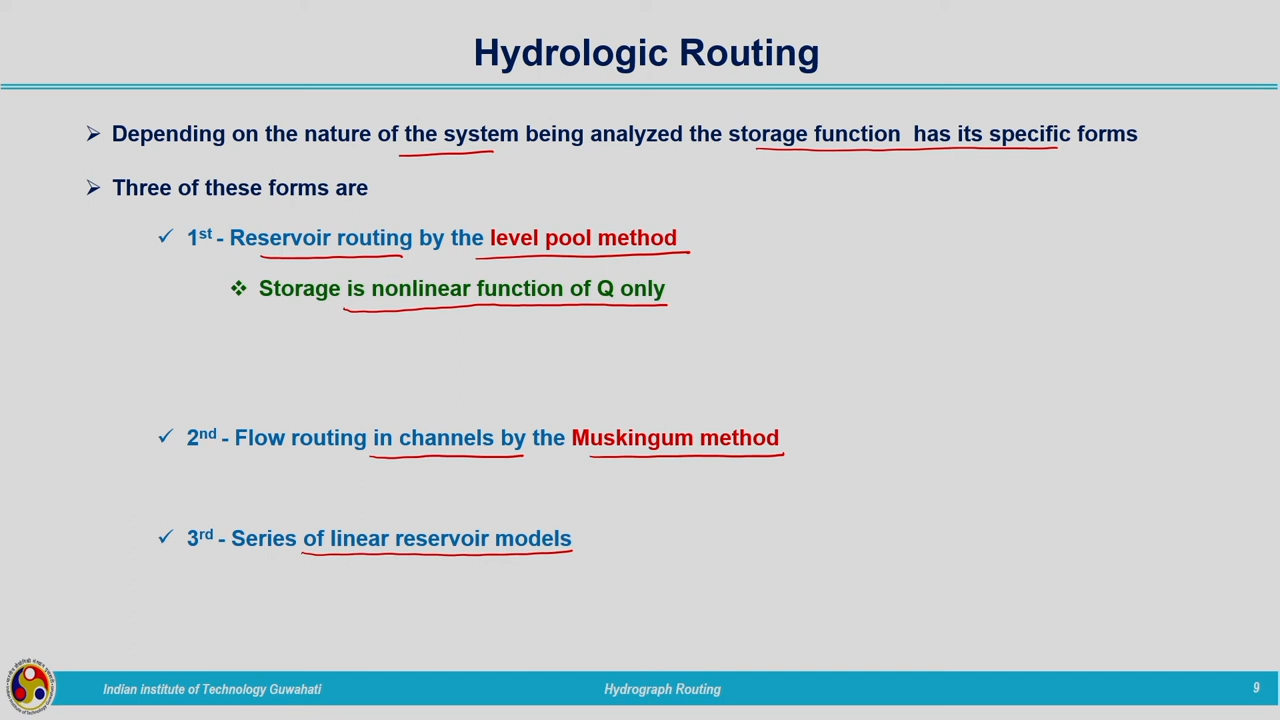 Hydrologic Routing
Depending on the nature of the system being analyzed the storage function has its specific forms
Three of these forms are
1st - Reservoir routing by the level pool method
Storage is nonlinear function of Q only
2nd - Flow routing in channels by the Muskingum method
3rd - Series of linear reservoir models
Indian institute of Technology Guwahati
Hydrograph Routing
9